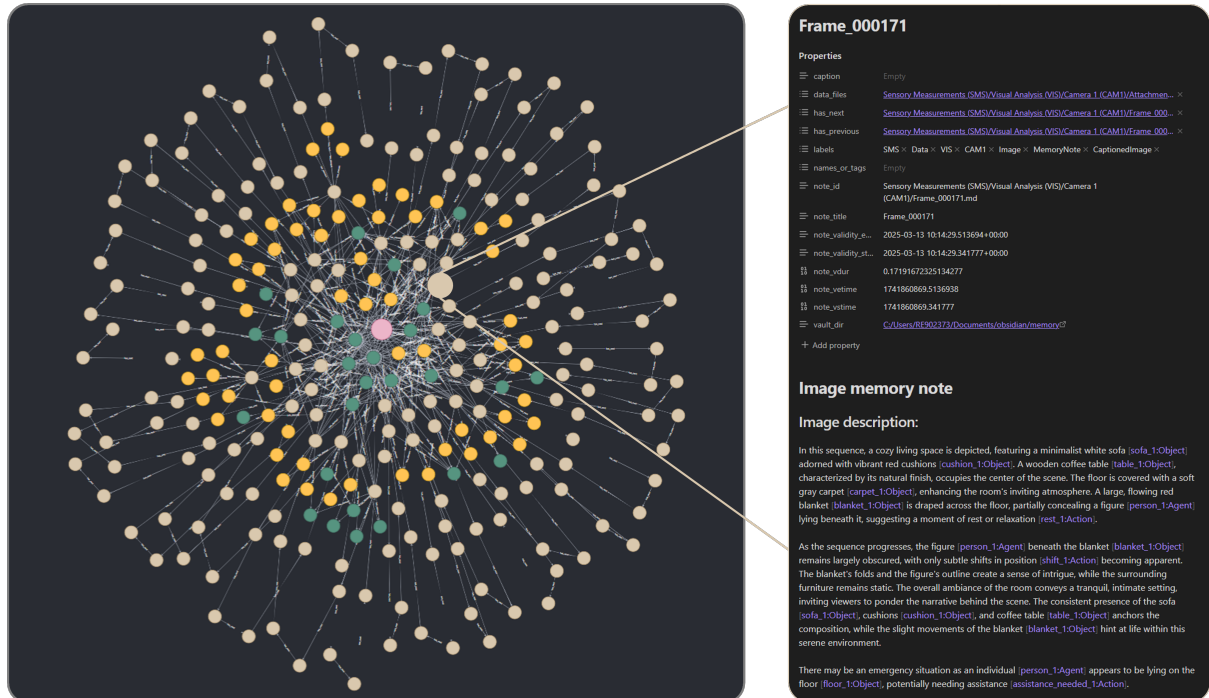 Frame_000171
Properties
caption Empty
data_files Sensory Measurements (SMS)/Visual Analysis (VIS)/Camera 1 (CAM1)/Attachmen... ×
has_next Sensory Measurements (SMS)/Visual Analysis (VIS)/Camera 1 (CAM1)/Frame_000... ×
has_previous Sensory Measurements (SMS)/Visual Analysis (VIS)/Camera 1 (CAM1)/Frame_000... ×
labels SMS × Data × VIS × CAM1 × Image × MemoryNote × CaptionedImage ×
names_or_tags Empty
note_id Sensory Measurements (SMS)/Visual Analysis (VIS)/Camera 1
(CAM1)/Frame_000171.md
note_title Frame_000171
note_validity_e... 2025-03-13 10:14:29.513694+00:00
note_validity_st... 2025-03-13 10:14:29.341777+00:00
note_vdur 0.17191672325134277
note_vetime 1741860869.5136938
note_vstime 1741860869.341777
vault_dir C:/Users/RE902373/Documents/obsidian/memory
+ Add property
Image memory note
Image description:
In this sequence, a cozy living space is depicted, featuring a minimalist white sofa [sofa_1:Object]
adorned with vibrant red cushions [cushion_1:Object]. A wooden coffee table [table_1:Object],
characterized by its natural finish, occupies the center of the scene. The floor is covered with a soft
gray carpet [carpet_1:Object], enhancing the room's inviting atmosphere. A large, flowing red
blanket [blanket_1:Object] is draped across the floor, partially concealing a figure [person_1:Agent]
lying beneath it, suggesting a moment of rest or relaxation [rest_1:Action].
As the sequence progresses, the figure [person_1:Agent] beneath the blanket [blanket_1:Object]
remains largely obscured, with only subtle shifts in position [shift_1:Action] becoming apparent.
The blanket's folds and the figure's outline create a sense of intrigue, while the surrounding
furniture remains static. The overall ambiance of the room conveys a tranquil, intimate setting,
inviting viewers to ponder the narrative behind the scene. The consistent presence of the sofa
[sofa_1:Object], cushions [cushion_1:Object], and coffee table [table_1:Object] anchors the
composition, while the slight movements of the blanket [blanket_1:Object] hint at life within this
serene environment.
There may be an emergency situation as an individual [person_1:Agent] appears to be lying on the
floor [floor_1:Object], potentially needing assistance [assistance_needed_1:Action].